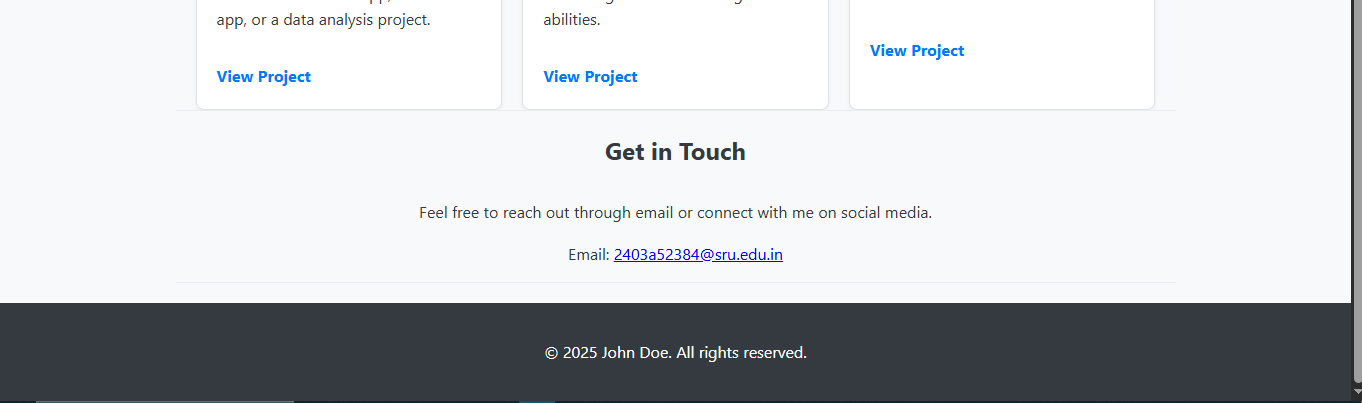 app, or a data analysis project.
abilities.
View Project
View Project
View Project
Get in Touch
Feel free to reach out through email or connect with me on social media.
Email: 2403a52384@sru.edu.in
© 2025 John Doe. All rights reserved.